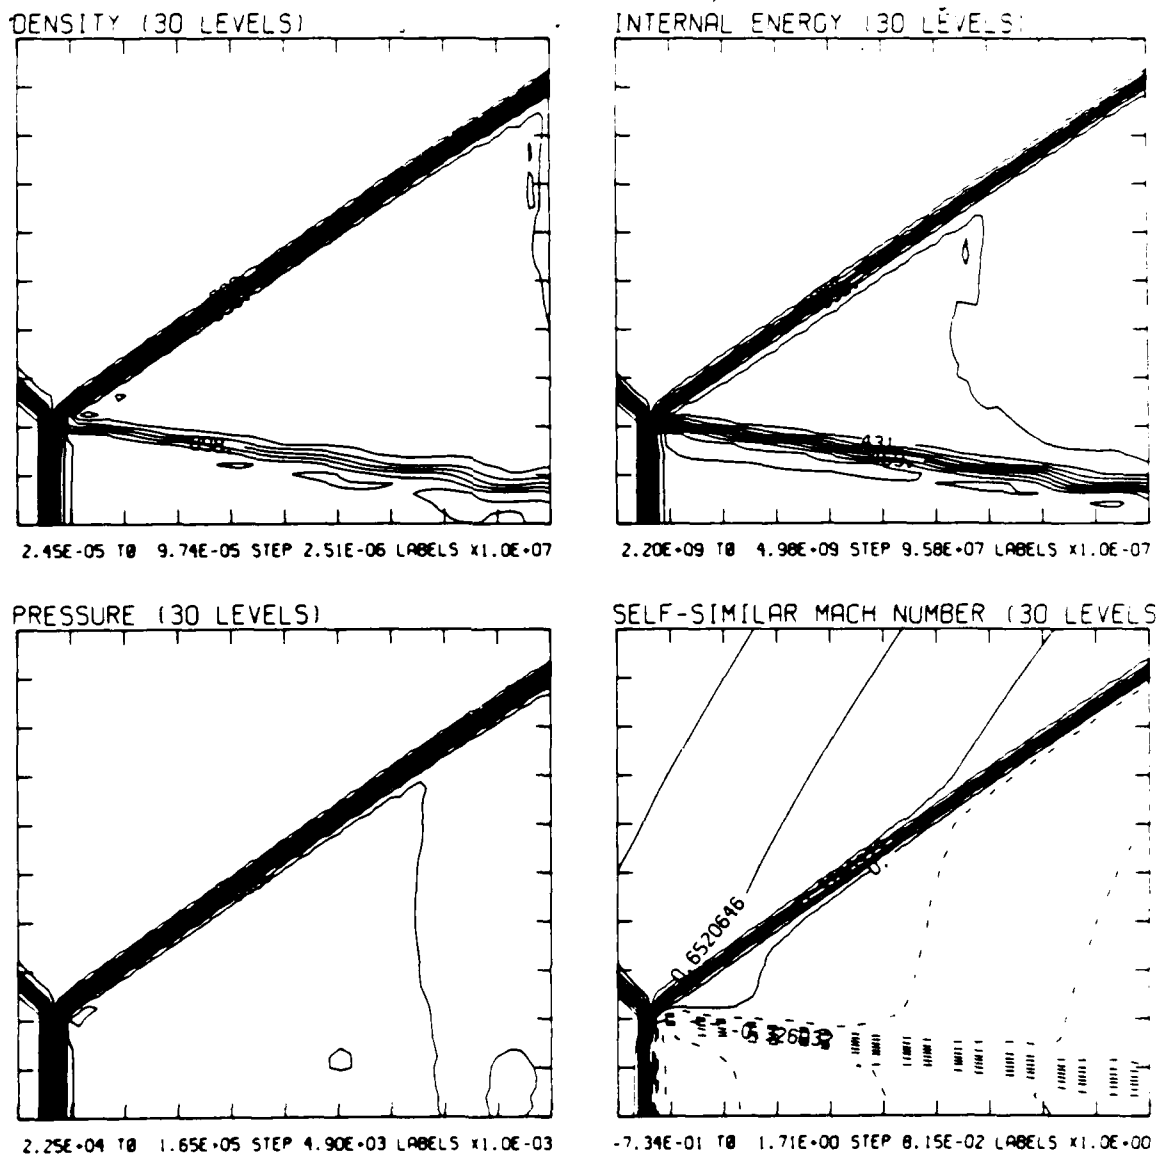 DENSITY (30 LEVELS)
INTERNAL ENERGY (30 LEVELS)
898.
431
2.45E-05 TO 9.74E-05 STEP 2.51E-06 LABELS X1.0E+07
2.20E+09 TO 4.98E+09 STEP 9.58E+07 LABELS X1.0E-07
PRESSURE (30 LEVELS)
SELF-SIMILAR MACH NUMBER (30 LEVELS
0.
0.6520646
2.25E+04 TO 1.65E+05 STEP 4.90E+03 LABELS X1.0E-03
-7.34E-01 TO 1.71E+00 STEP 8.15E-02 LABELS X1.0E+00